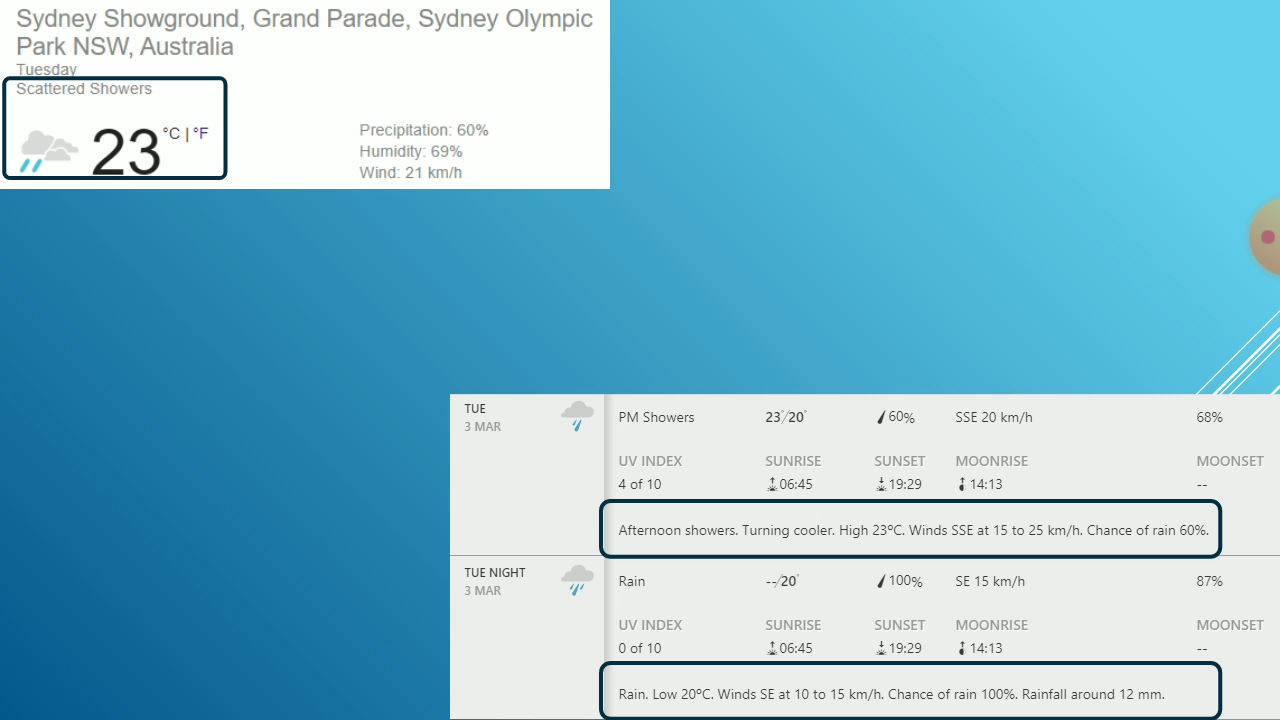 Sydney Showground, Grand Parade, Sydney Olympic
Park NSW, Australia
Tuesday
Scattered Showers
23 °C | °F
Precipitation: 60%
Humidity: 69%
Wind: 21 km/h
TUE
3 MAR
PM Showers 23°/20° 60% SSE 20 km/h 68%
UV INDEX SUNRISE SUNSET MOONRISE MOONSET
4 of 10 06:45 19:29 14:13 --
Afternoon showers. Turning cooler. High 23ºC. Winds SSE at 15 to 25 km/h. Chance of rain 60%.
TUE NIGHT
3 MAR
Rain --/20° 100% SE 15 km/h 87%
UV INDEX SUNRISE SUNSET MOONRISE MOONSET
0 of 10 06:45 19:29 14:13 --
Rain. Low 20ºC. Winds SE at 10 to 15 km/h. Chance of rain 100%. Rainfall around 12 mm.